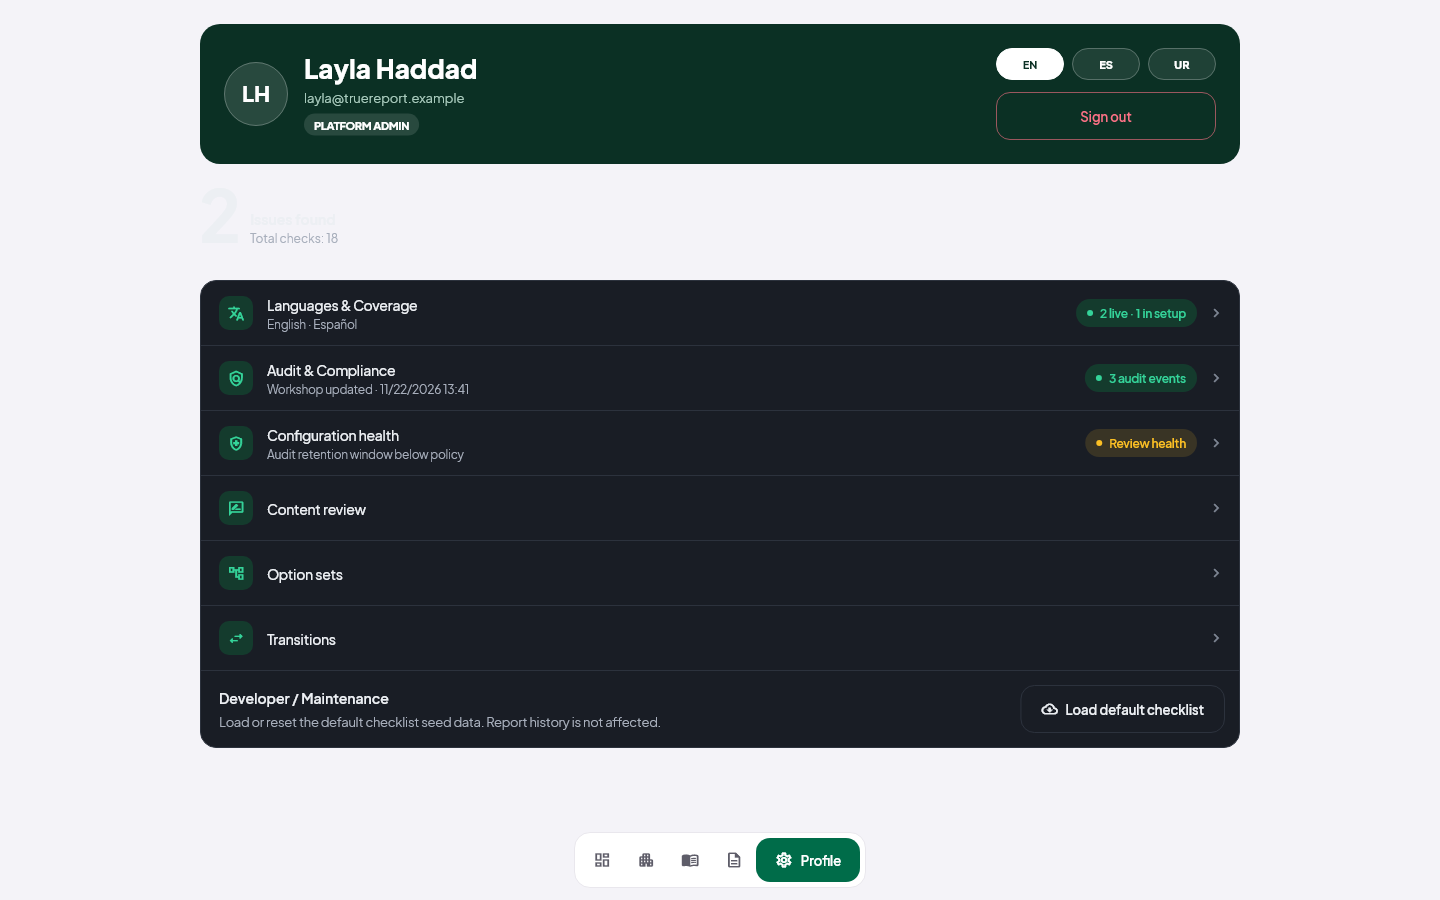 LH
Layla Haddad
layla@truereport.example
PLATFORM ADMIN
EN
ES
UR
Sign out
2
Issues found
Total checks: 18
Languages & Coverage
English · Español
2 live · 1 in setup
Audit & Compliance
Workshop updated · 11/22/2026 13:41
3 audit events
Configuration health
Audit retention window below policy
Review health
Content review
Option sets
Transitions
Developer / Maintenance
Load or reset the default checklist seed data. Report history is not affected.
Load default checklist
Profile